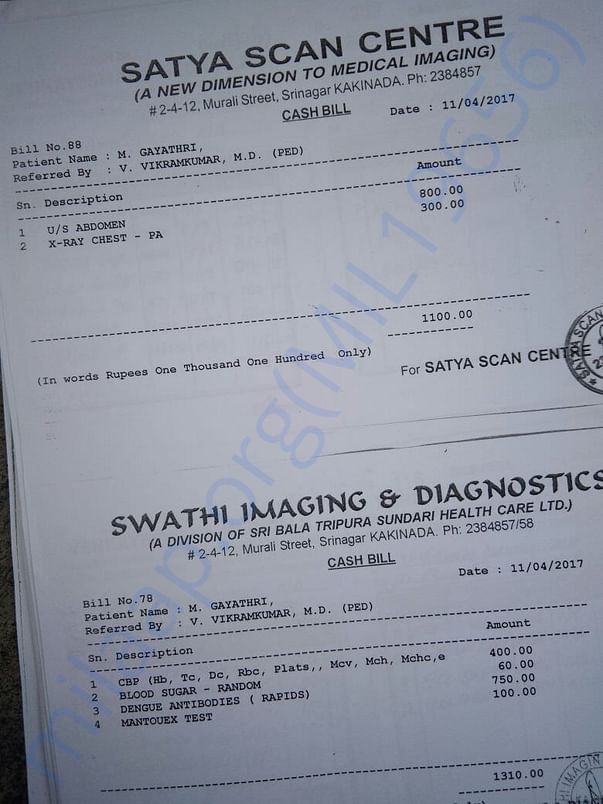 SATYA SCAN CENTRE
(A NEW DIMENSION TO MEDICAL IMAGING)
# 2-4-12, Murali Street, Srinagar KAKINADA. Ph: 2384857
CASH BILL
Date : 11/04/2017
Bill No.88
Patient Name : M. GAYATHRI,
Referred By : V. VIKRAMKUMAR, M.D. (PED)
Sn. Description Amount
1 U/S ABDOMEN 800.00
2 X-RAY CHEST - PA 300.00
1100.00
(In words Rupees One Thousand One Hundred Only)
For SATYA SCAN CENTRE
SATYA SCAN
SWATHI IMAGING & DIAGNOSTICS
(A DIVISION OF SRI BALA TRIPURA SUNDARI HEALTH CARE LTD.)
# 2-4-12, Murali Street, Srinagar KAKINADA. Ph: 2384857/58
CASH BILL
Date : 11/04/2017
Bill No.78
Patient Name : M. GAYATHRI,
Referred By : V. VIKRAMKUMAR, M.D. (PED)
Sn. Description Amount
1 CBP (Hb, Tc, Dc, Rbc, Plats,, Mcv, Mch, Mchc,e 400.00
2 BLOOD SUGAR - RANDOM 60.00
3 DENGUE ANTIBODIES ( RAPIDS) 750.00
4 MANTOUEX TEST 100.00
1310.00
milaap.org(MIL19656)